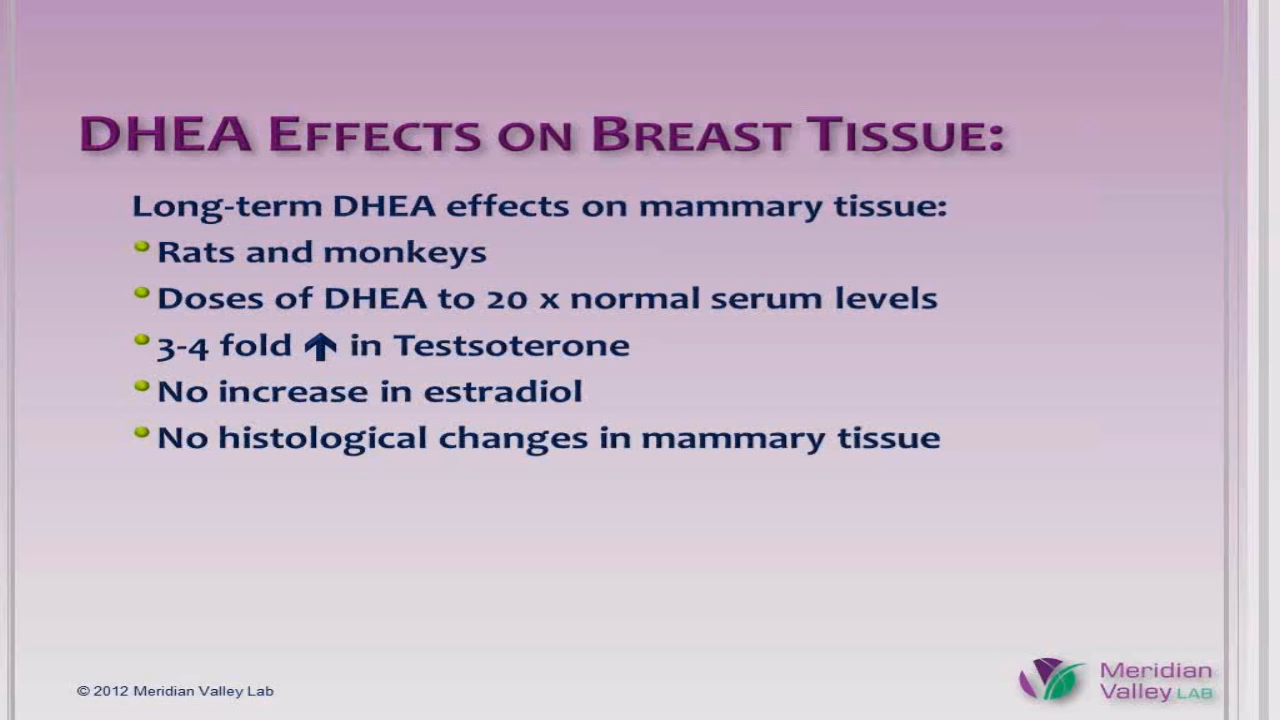 DHEA EFFECTS ON BREAST TISSUE:
Long-term DHEA effects on mammary tissue:
• Rats and monkeys
• Doses of DHEA to 20 x normal serum levels
• 3-4 fold ↑ in Testsoterone
• No increase in estradiol
• No histological changes in mammary tissue
© 2012 Meridian Valley Lab
Meridian
Valley LAB